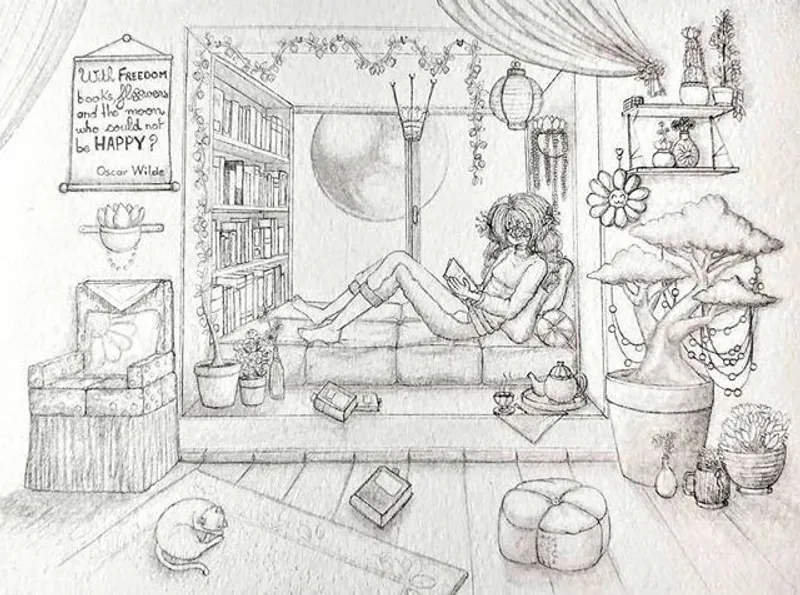 With FREEDOM
books, flowers
and the moon
who could not
be HAPPY?
Oscar Wilde